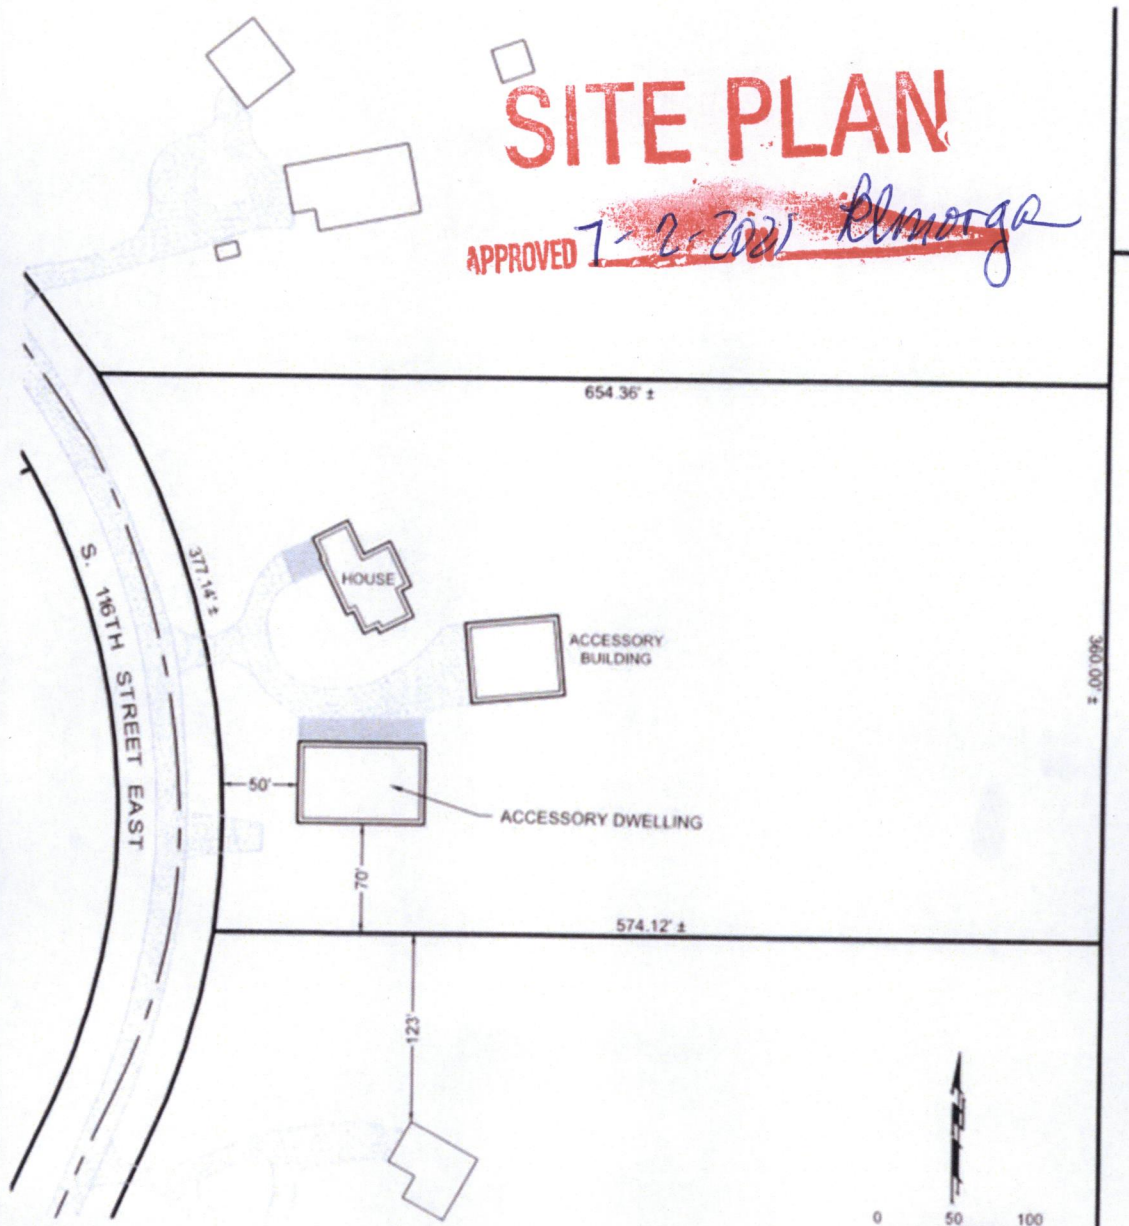 SITE PLAN
APPROVED 7-2-2021
654.36' ±
377.14' ±
S. 116TH STREET EAST
HOUSE
ACCESSORY
BUILDING
360.00' ±
50'
ACCESSORY DWELLING
70'
574.12' ±
123'
0 50 100